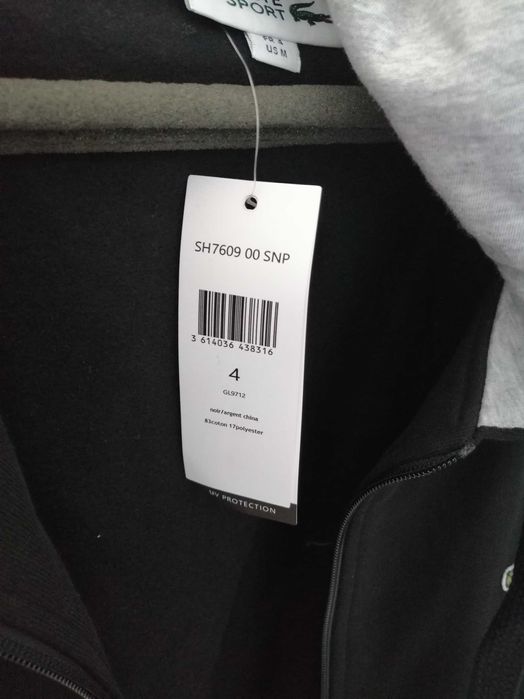 SPORT
US M
SH7609 00 SNP
3 614036 438316
4
GL9712
noir/argent china
83coton 17polyester
UV PROTECTION